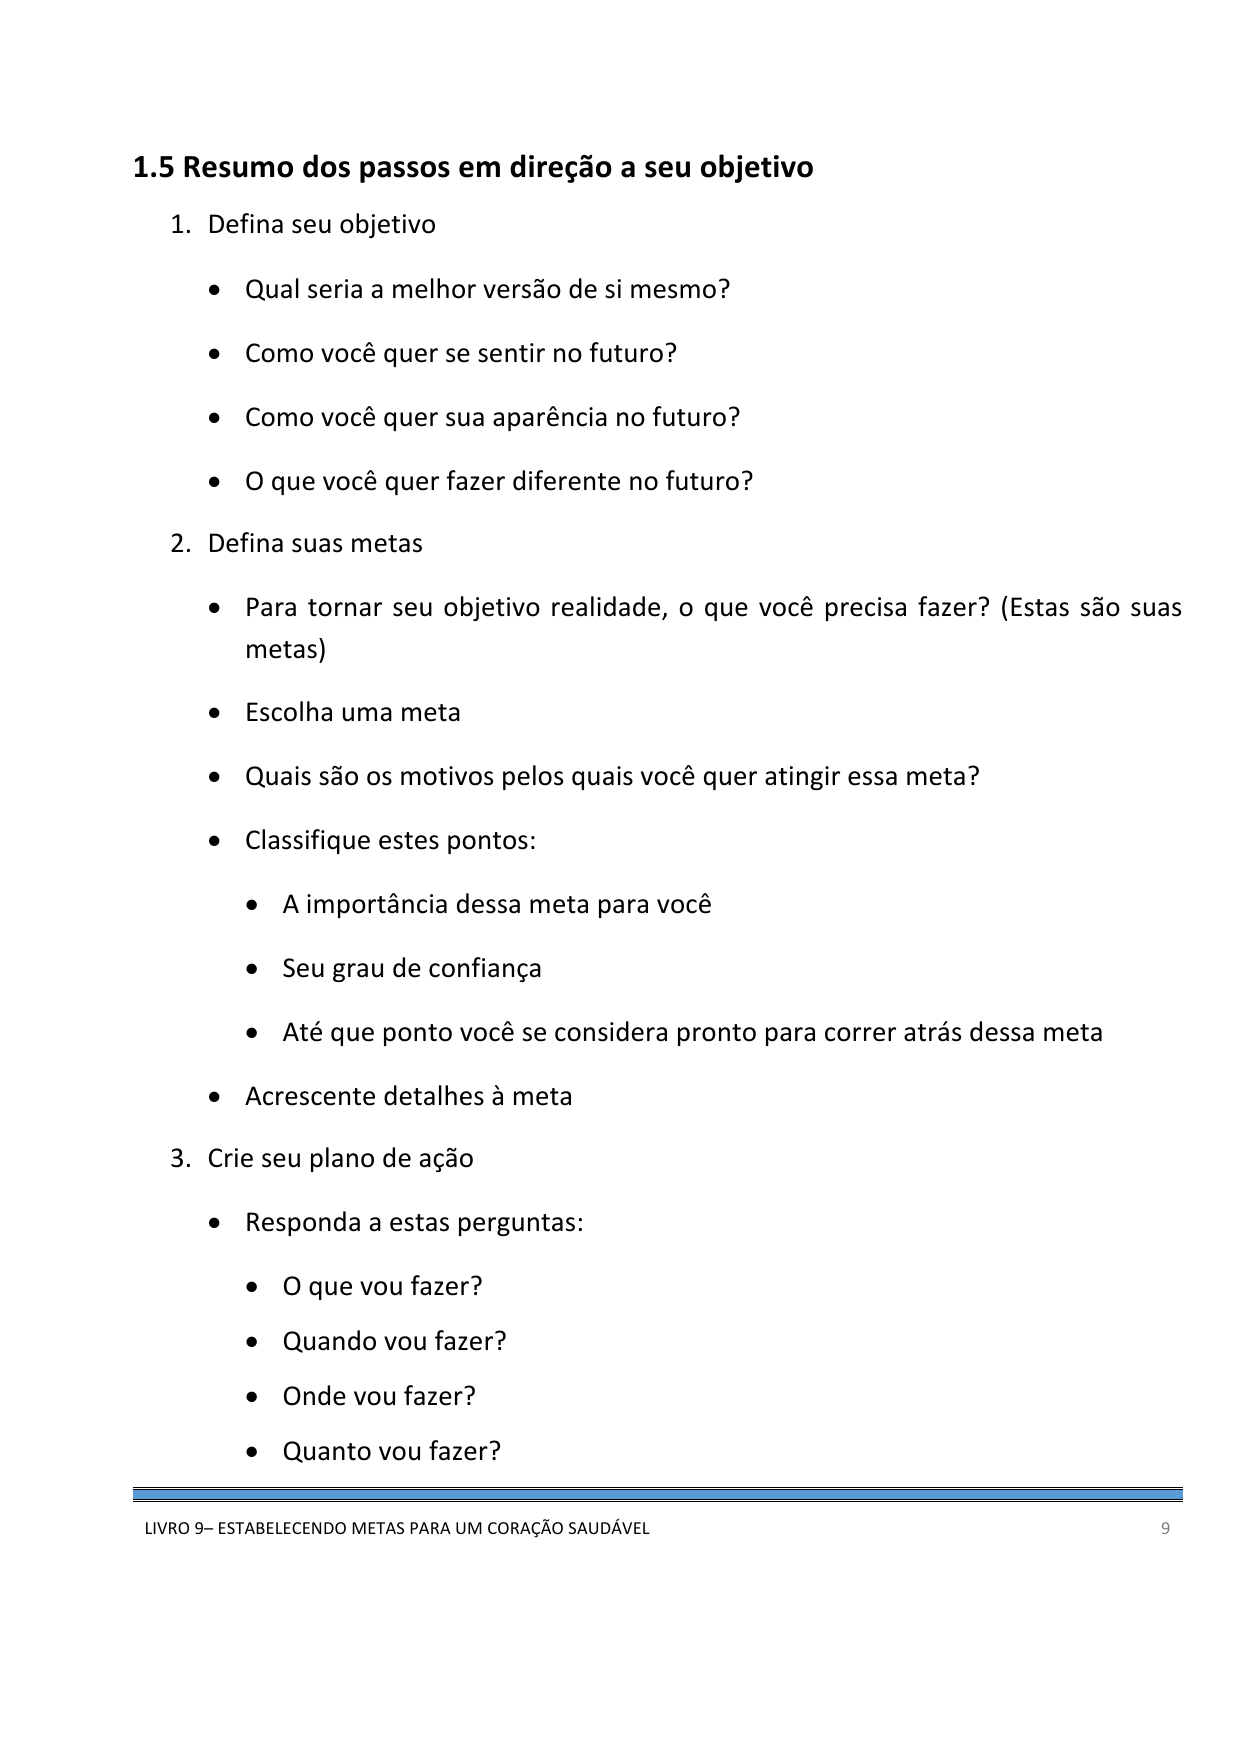 1.5 Resumo dos passos em direção a seu objetivo
1. Defina seu objetivo
• Qual seria a melhor versão de si mesmo?
• Como você quer se sentir no futuro?
• Como você quer sua aparência no futuro?
• O que você quer fazer diferente no futuro?
2. Defina suas metas
• Para tornar seu objetivo realidade, o que você precisa fazer? (Estas são suas
metas)
• Escolha uma meta
• Quais são os motivos pelos quais você quer atingir essa meta?
• Classifique estes pontos:
• A importância dessa meta para você
• Seu grau de confiança
• Até que ponto você se considera pronto para correr atrás dessa meta
• Acrescente detalhes à meta
3. Crie seu plano de ação
• Responda a estas perguntas:
• O que vou fazer?
• Quando vou fazer?
• Onde vou fazer?
• Quanto vou fazer?
LIVRO 9– ESTABELECENDO METAS PARA UM CORAÇÃO SAUDÁVEL 9